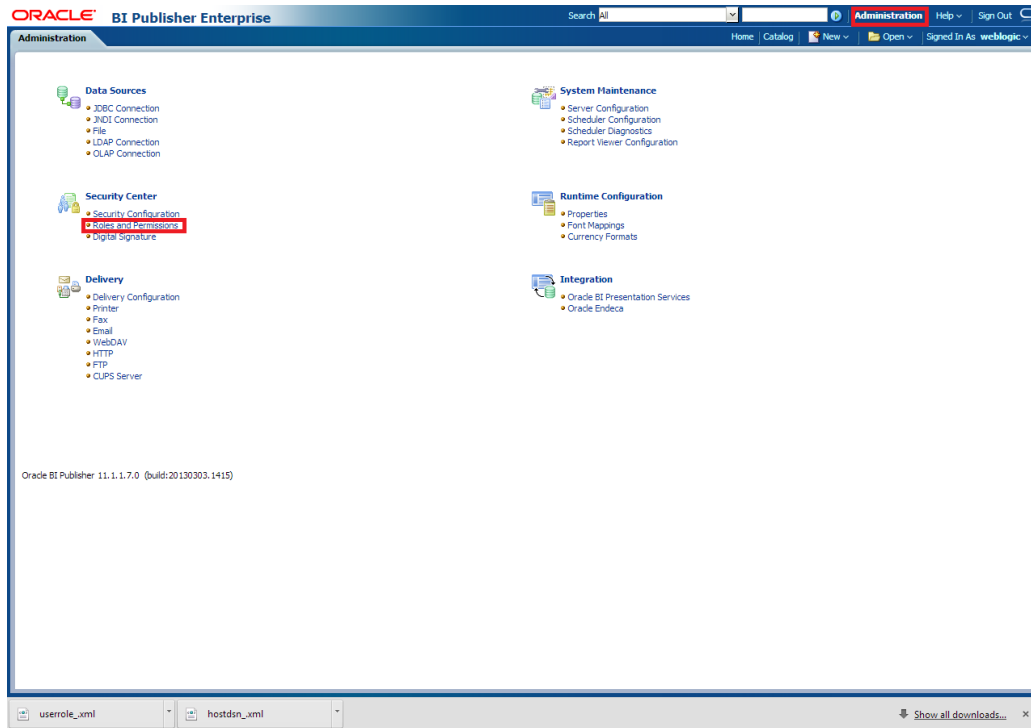 ORACLE BI Publisher Enterprise
Search All Administration Help Sign Out
Administration
Home Catalog New Open Signed In As weblogic
Data Sources
JDBC Connection
JNDI Connection
File
LDAP Connection
OLAP Connection
System Maintenance
Server Configuration
Scheduler Configuration
Scheduler Diagnostics
Report Viewer Configuration
Security Center
Security Configuration
Roles and Permissions
Digital Signature
Runtime Configuration
Properties
Font Mappings
Currency Formats
Delivery
Delivery Configuration
Printer
Fax
Email
WebDAV
HTTP
FTP
CUPS Server
Integration
Oracle BI Presentation Services
Oracle Endeca
Oracle BI Publisher 11.1.1.7.0 (build:20130303.1415)
userrole_.xml
hostdsn_.xml
Show all downloads...